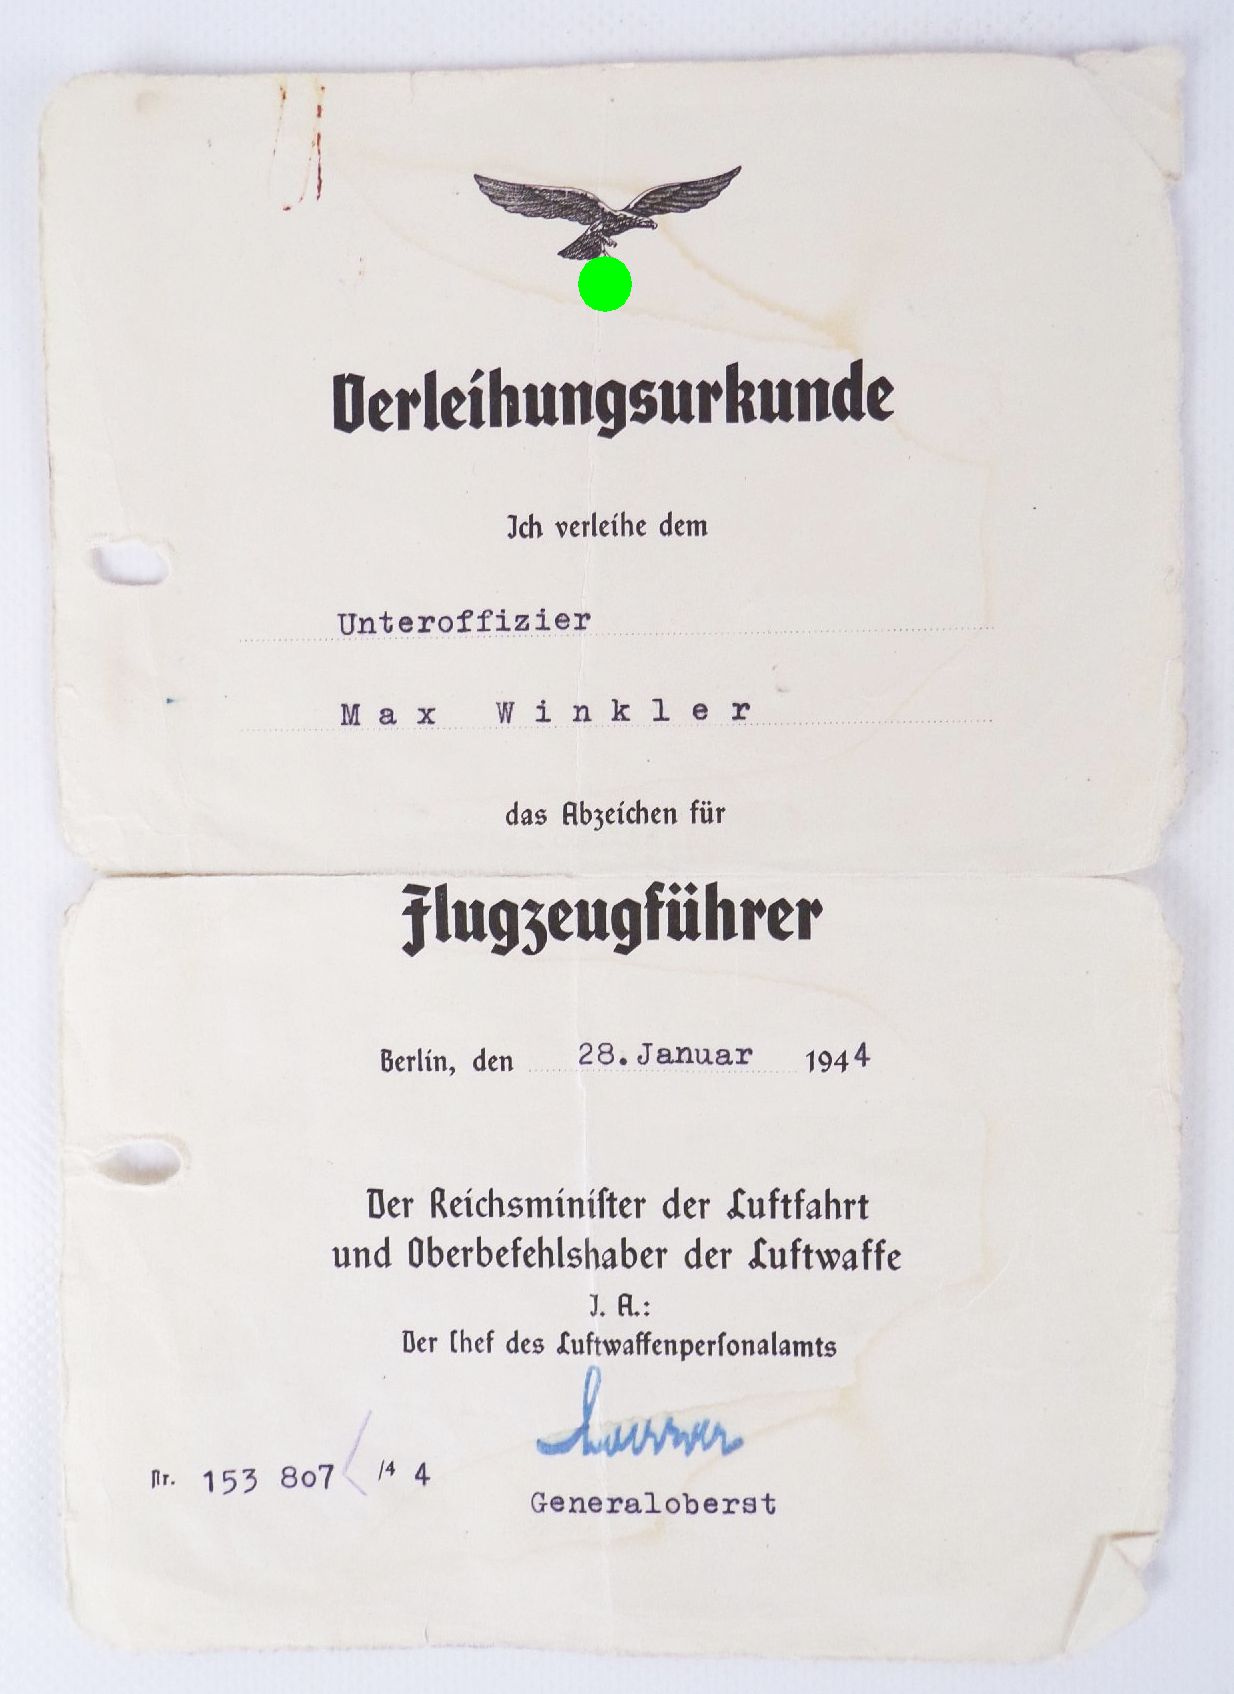 Verleihungsurkunde
Ich verleihe dem
Unteroffizier
Max Winkler
das Abzeichen für
Flugzeugführer
Berlin, den 28. Januar 1944
Der Reichsminister der Luftfahrt
und Oberbefehlshaber der Luftwaffe
I. A.:
Der Chef des Luftwaffenpersonalamts
Nr. 153 807 /44
Generaloberst